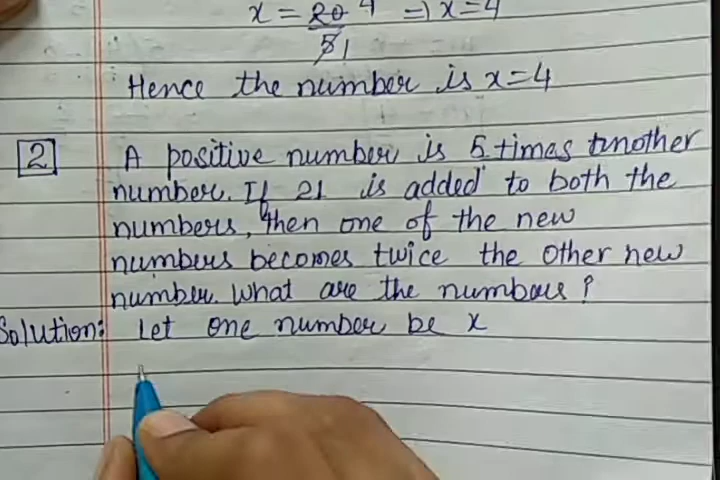 x = 20 4 ⇒ x = 4
5 1
Hence the number is x=4
2 A positive number is 5 times another
number. If 21 is added to both the
numbers, then one of the new
numbers becomes twice the other new
number. What are the numbers?
Solution: Let one number be x